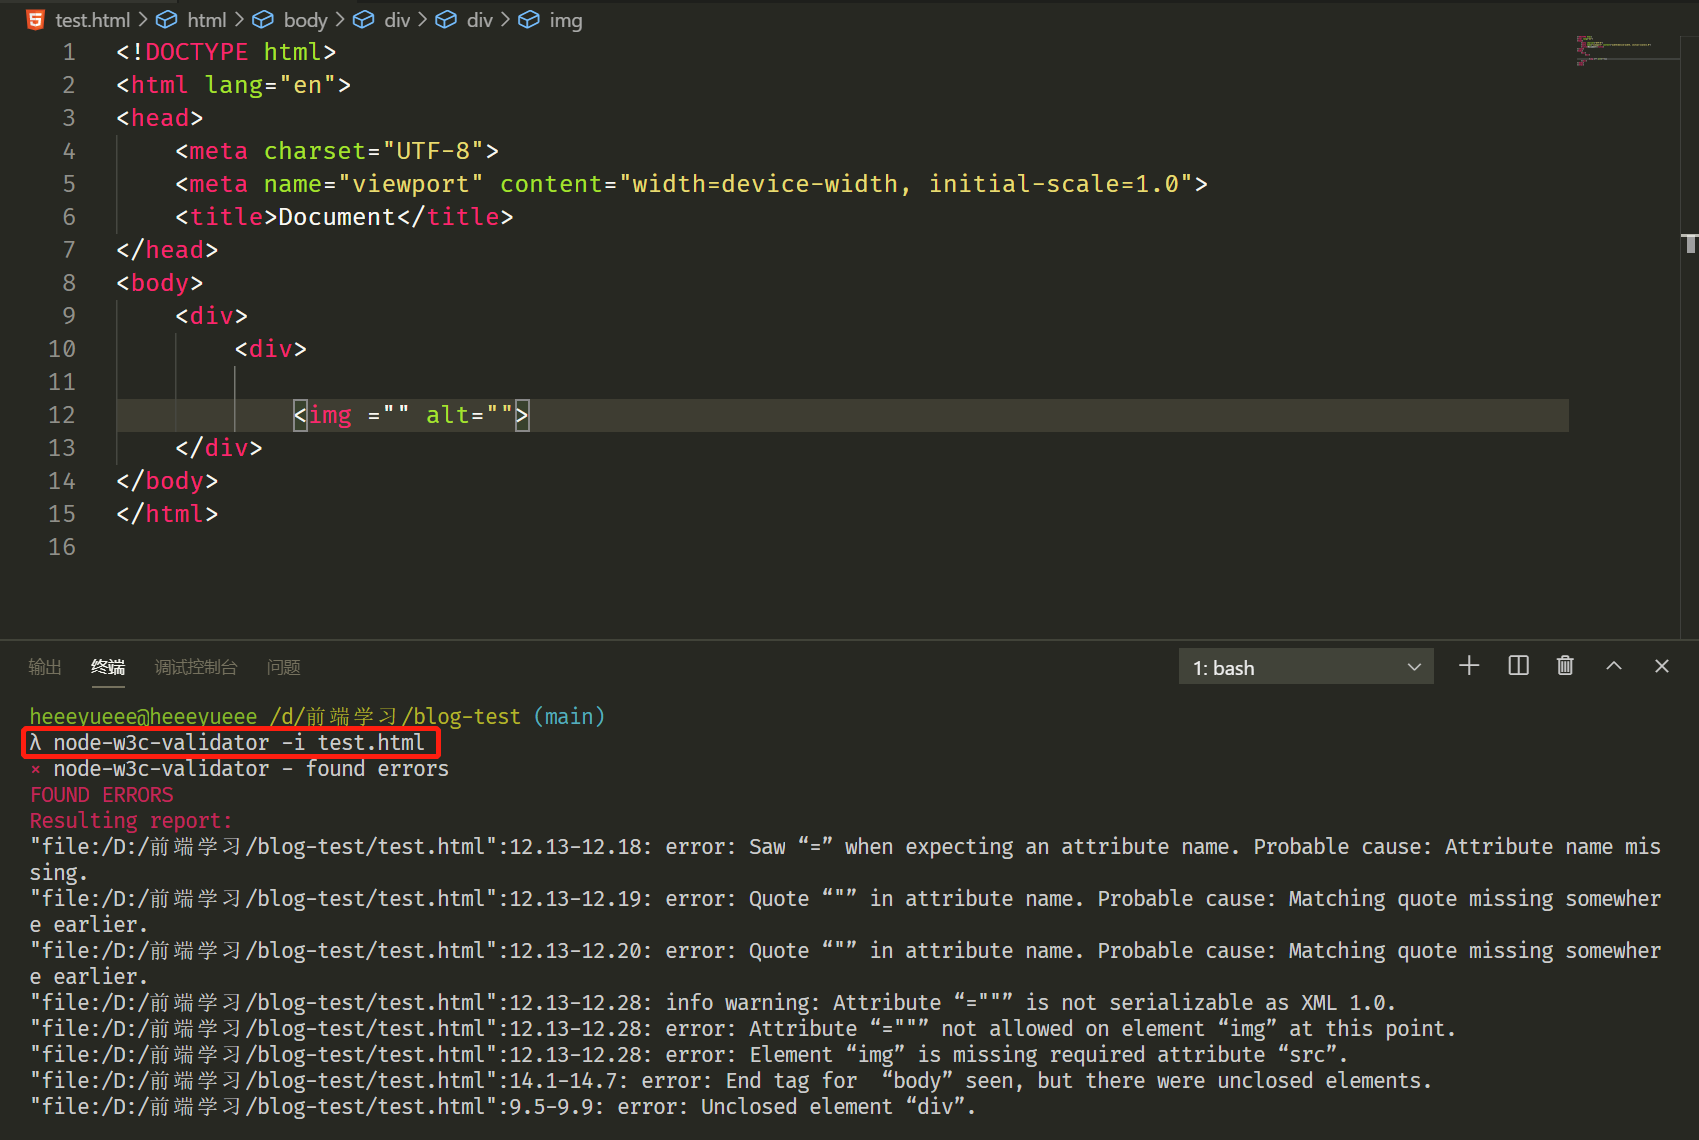 test.html > html > body > div > div > img
1 <!DOCTYPE html>
2 <html lang="en">
3 <head>
4 <meta charset="UTF-8">
5 <meta name="viewport" content="width=device-width, initial-scale=1.0">
6 <title>Document</title>
7 </head>
8 <body>
9 <div>
10 <div>
11
12 <img ="" alt="">
13 </div>
14 </body>
15 </html>
16
输出 终端 调试控制台 问题 1: bash
heeeyueee@heeeyueee /d/前端学习/blog-test (main)
λ node-w3c-validator -i test.html
× node-w3c-validator - found errors
FOUND ERRORS
Resulting report:
"file:/D:/前端学习/blog-test/test.html":12.13-12.18: error: Saw “=” when expecting an attribute name. Probable cause: Attribute name mis
sing.
"file:/D:/前端学习/blog-test/test.html":12.13-12.19: error: Quote “"” in attribute name. Probable cause: Matching quote missing somewher
e earlier.
"file:/D:/前端学习/blog-test/test.html":12.13-12.20: error: Quote “"” in attribute name. Probable cause: Matching quote missing somewher
e earlier.
"file:/D:/前端学习/blog-test/test.html":12.13-12.28: info warning: Attribute “=""” is not serializable as XML 1.0.
"file:/D:/前端学习/blog-test/test.html":12.13-12.28: error: Attribute “=""” not allowed on element “img” at this point.
"file:/D:/前端学习/blog-test/test.html":12.13-12.28: error: Element “img” is missing required attribute “src”.
"file:/D:/前端学习/blog-test/test.html":14.1-14.7: error: End tag for  “body” seen, but there were unclosed elements.
"file:/D:/前端学习/blog-test/test.html":9.5-9.9: error: Unclosed element “div”.